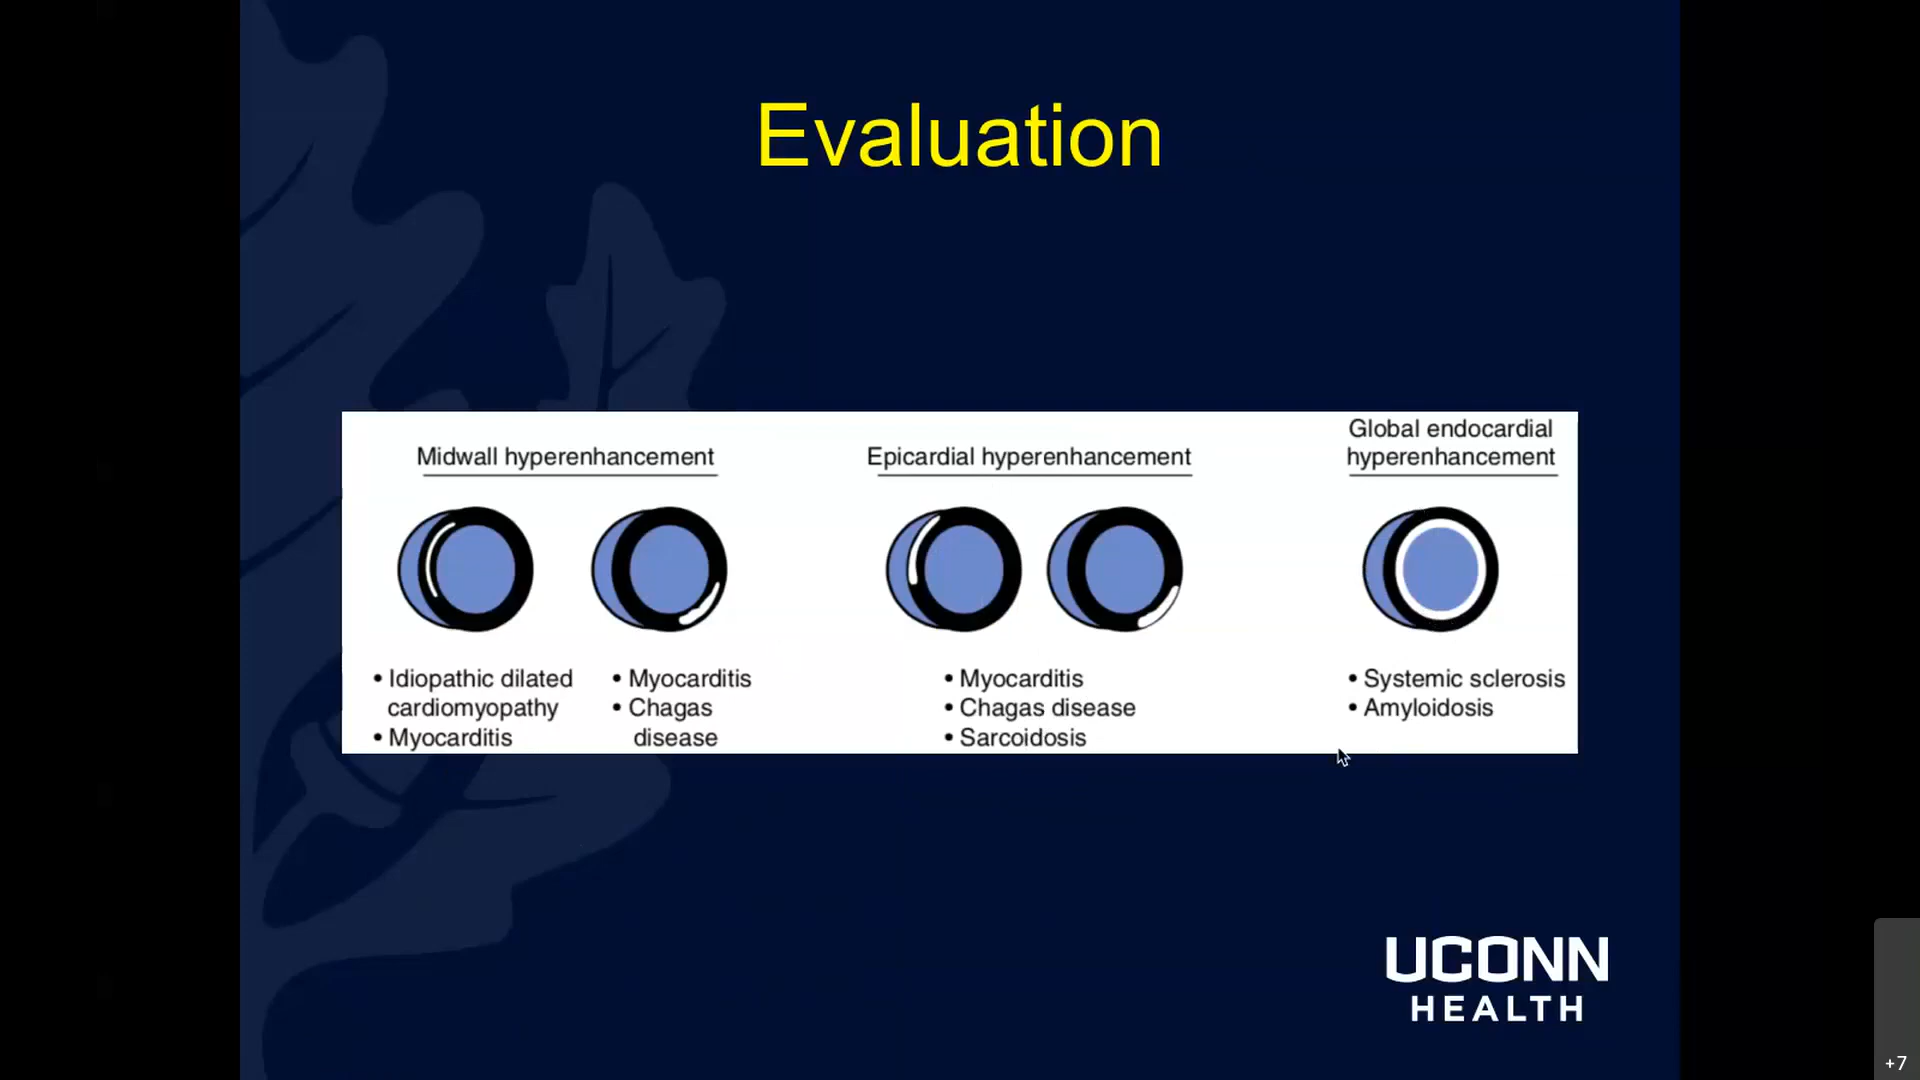 Evaluation
Midwall hyperenhancement
• Idiopathic dilated
cardiomyopathy
• Myocarditis
• Myocarditis
• Chagas
disease
Epicardial hyperenhancement
• Myocarditis
• Chagas disease
• Sarcoidosis
Global endocardial
hyperenhancement
• Systemic sclerosis
• Amyloidosis
UCONN
HEALTH
+7